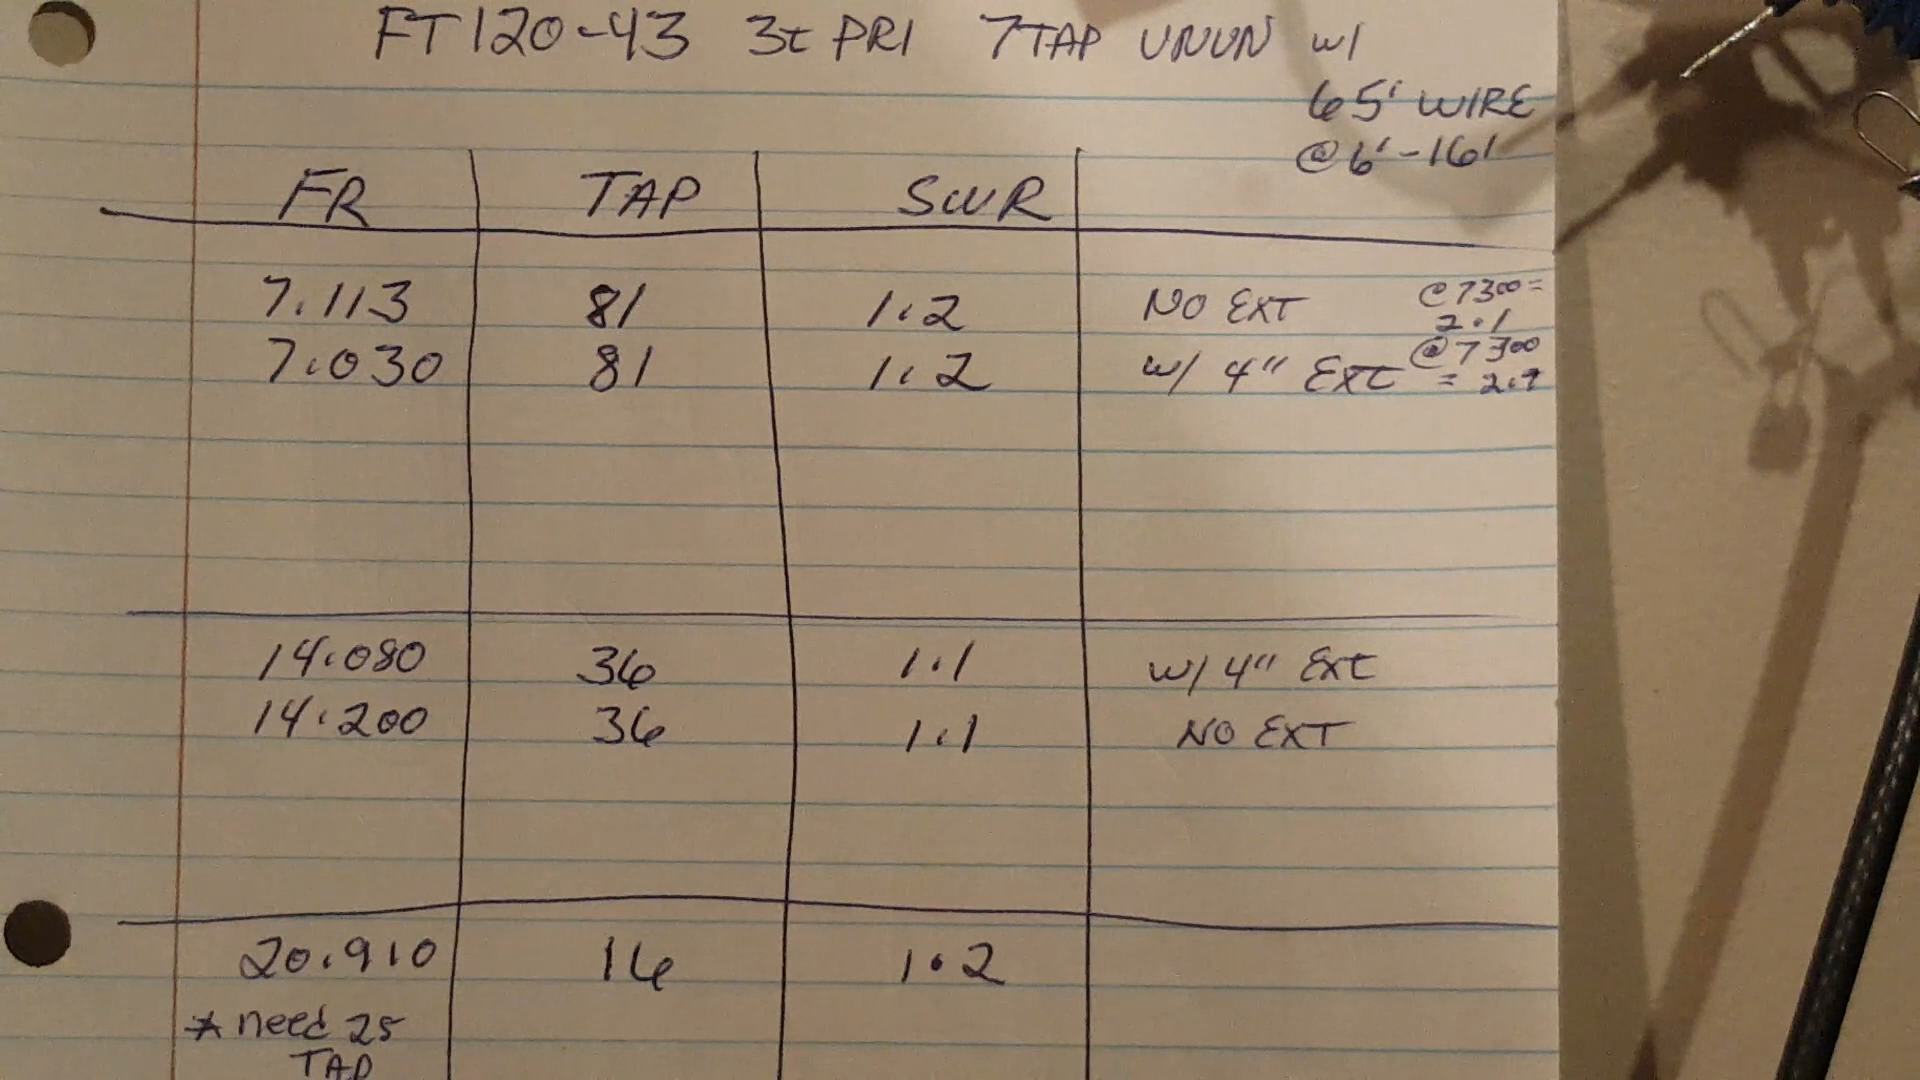 FT120-43 3t PRI 7TAP UNUN w/
65' WIRE
@6'-16'
FR TAP SWR
7.113 81 1.2 NO EXT @7300=
2.1
7.030 81 1.2 w/ 4" EXT @7300
= 2.9
14.080 36 1.1 w/ 4" EXT
14.200 36 1.1 NO EXT
20.910 16 1.2
* need 25
TAP